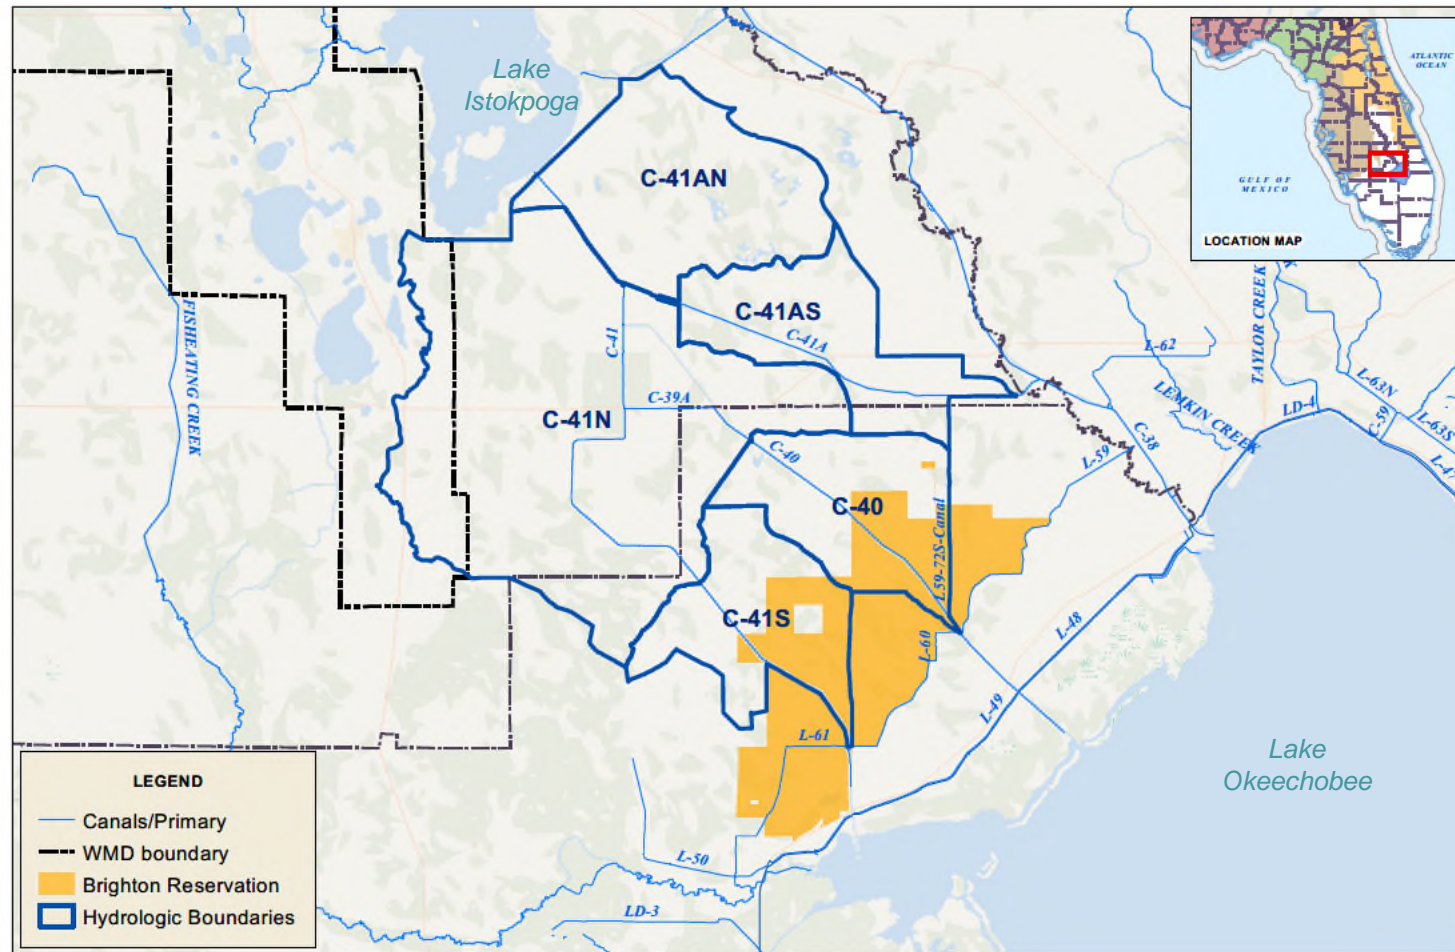 Lake
Istokpoga
ATLANTIC
OCEAN
GULF OF
MEXICO
LOCATION MAP
C-41AN
C-41AS
C-41A
C-41
FISHEATING CREEK
C-39A
C-41N
C-40
C-40
L-62
TAYLOR CREEK
L-63N
LEMKIN CREEK
LD-4
C-59
L-63S
L-47
C-38
L-59
L59-72S-Canal
C-41S
L-60
L-48
L-49
L-61
Lake
Okeechobee
L-50
LD-3
LEGEND
Canals/Primary
WMD boundary
Brighton Reservation
Hydrologic Boundaries